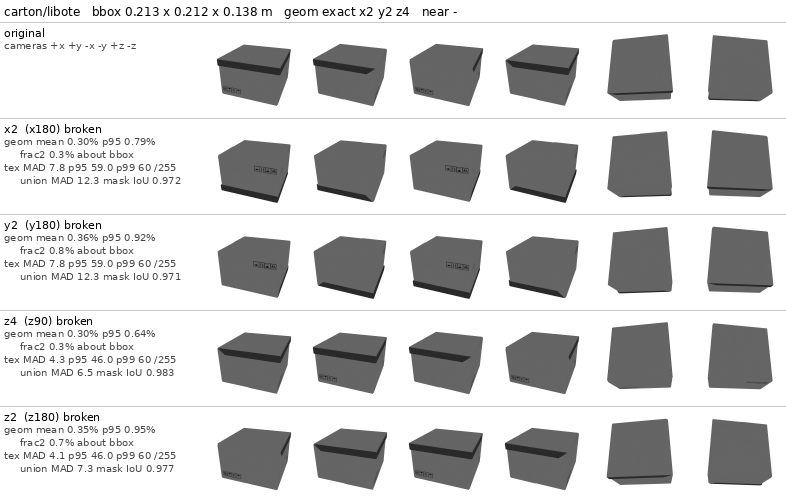 carton/libote bbox 0.213 x 0.212 x 0.138 m geom exact x2 y2 z4 near -
original
cameras +x +y -x -y +z -z
x2 (x180) broken
geom mean 0.30% p95 0.79%
frac2 0.3% about bbox
tex MAD 7.8 p95 59.0 p99 60 /255
union MAD 12.3 mask IoU 0.972
y2 (y180) broken
geom mean 0.36% p95 0.92%
frac2 0.8% about bbox
tex MAD 7.8 p95 59.0 p99 60 /255
union MAD 12.3 mask IoU 0.971
z4 (z90) broken
geom mean 0.30% p95 0.64%
frac2 0.3% about bbox
tex MAD 4.3 p95 46.0 p99 60 /255
union MAD 6.5 mask IoU 0.983
z2 (z180) broken
geom mean 0.35% p95 0.95%
frac2 0.7% about bbox
tex MAD 4.1 p95 46.0 p99 60 /255
union MAD 7.3 mask IoU 0.977